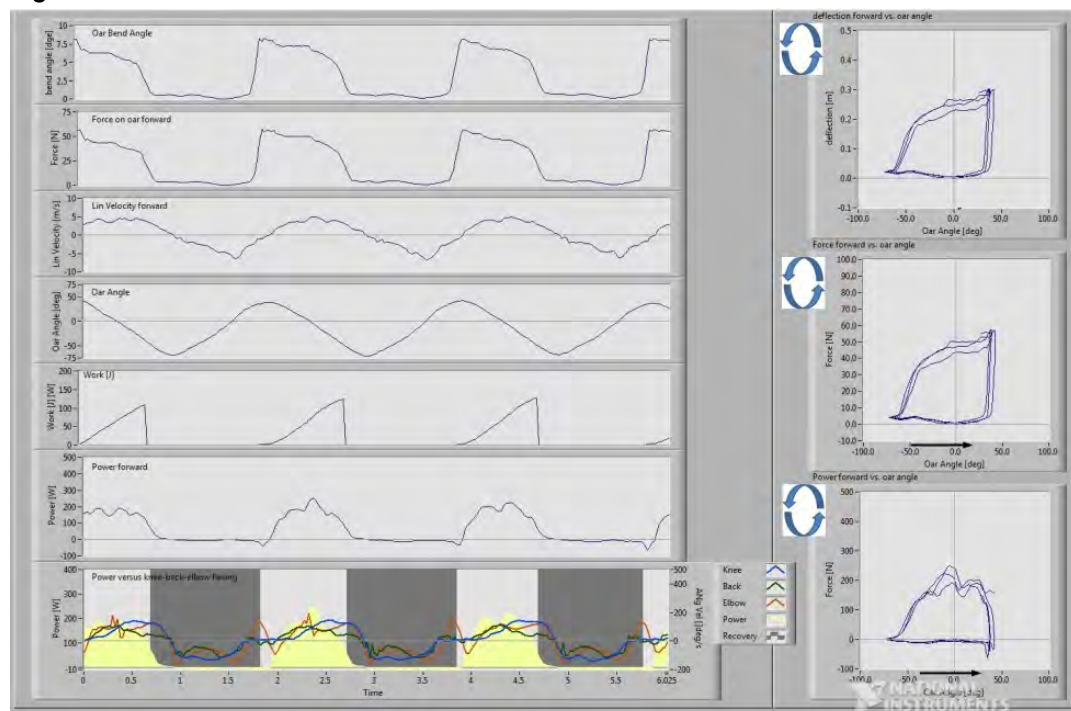 Oar Bend Angle
bend angle [dge]
10
7.5
5
2.5
0
Force on oar forward
Force [N]
75
50
25
0
Lin Velocity forward
Lin Velocity [m/s]
10
5
0
-5
-10
Oar Angle
Oar Angle [deg]
75
50
0
-50
-75
Work [J]
Work [J] [W]
200
150
100
50
0
Power forward
Power [W]
500
400
300
200
100
0
-100
Power versus knee-back-elbow flexing
Power [W]
400
300
200
100
-10
500
400
200
0
-200
0 0.5 1 1.5 2 2.5 3 3.5 4 4.5 5 5.5 6.025
Time
Knee
Back
Elbow
Power
Recovery
deflection forward vs. oar angle
deflection [m]
0.5
0.4
0.3
0.2
0.1
0.0
-0.1
-100.0 -50.0 0.0 50.0 100.0
Oar Angle [deg]
Force forward vs. oar angle
Force [N]
100.0
90.0
80.0
70.0
60.0
50.0
40.0
30.0
20.0
10.0
0.0
-10.0
-100.0 -50.0 0.0 50.0 100.0
Oar Angle [deg]
Power forward vs. oar angle
Force [N]
500
400
300
200
100
0
-100
-100.0 -50.0 0.0 50.0 100.0
NATIONAL
INSTRUMENTS